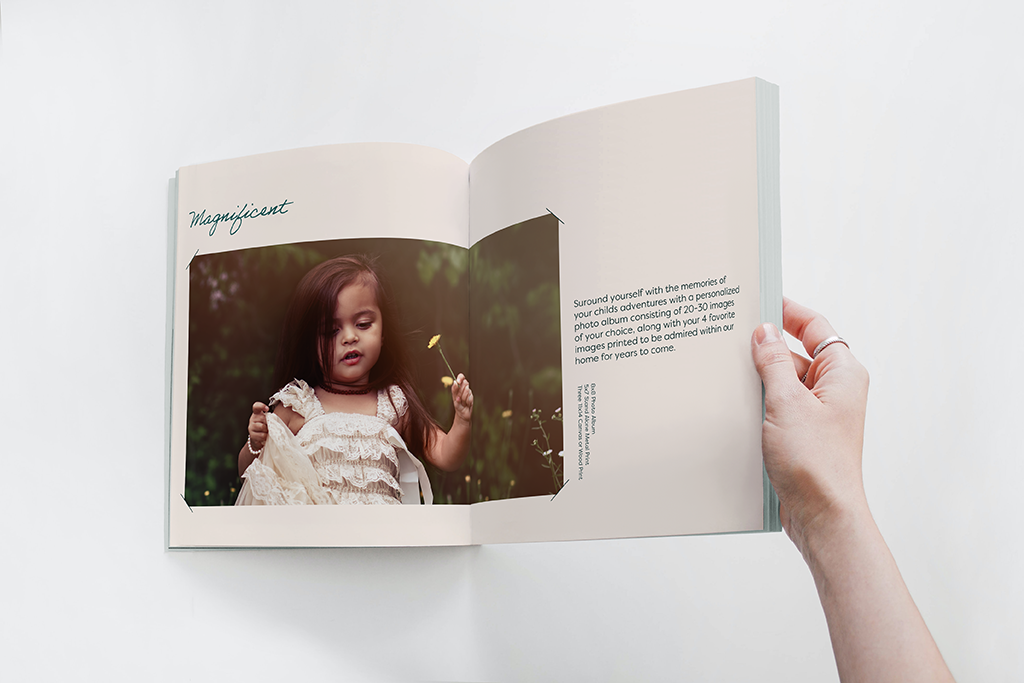 Magnificent
Suround yourself with the memories of
your childs adventures with a personalized
photo album consisting of 20-30 images
of your choice, along with your 4 favorite
images printed to be admired within our
home for years to come.
8x8 Photo Album
5x7 Stand Alone Metal Print
Three 11x14 Canvas or Wood Print